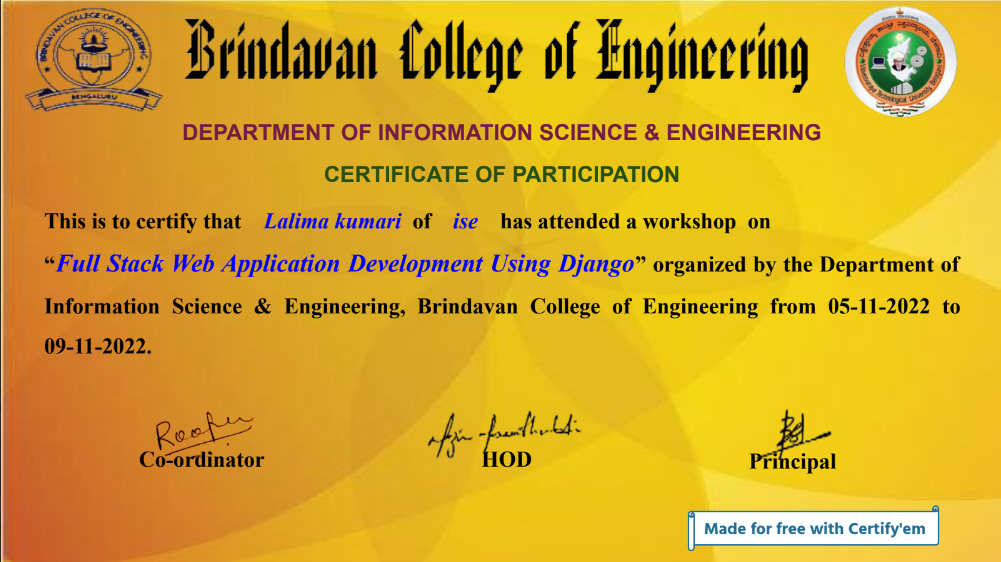 Brindavan College of Engineering
BRINDAVAN COLLEGE OF ENGINEERING
BENGALURU
Visvesvaraya Technological University
DEPARTMENT OF INFORMATION SCIENCE & ENGINEERING
CERTIFICATE OF PARTICIPATION
This is to certify that Lalima kumari of ise has attended a workshop on
“Full Stack Web Application Development Using Django” organized by the Department of
Information Science & Engineering, Brindavan College of Engineering from 05-11-2022 to
09-11-2022.
Co-ordinator HOD Principal
Made for free with Certify'em